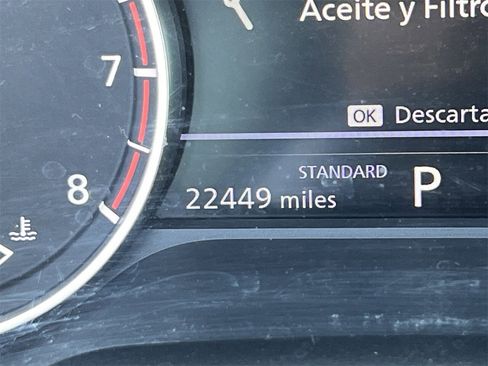 Aceite y Filtro
7
OK Descarta
STANDARD
8 22449 miles P